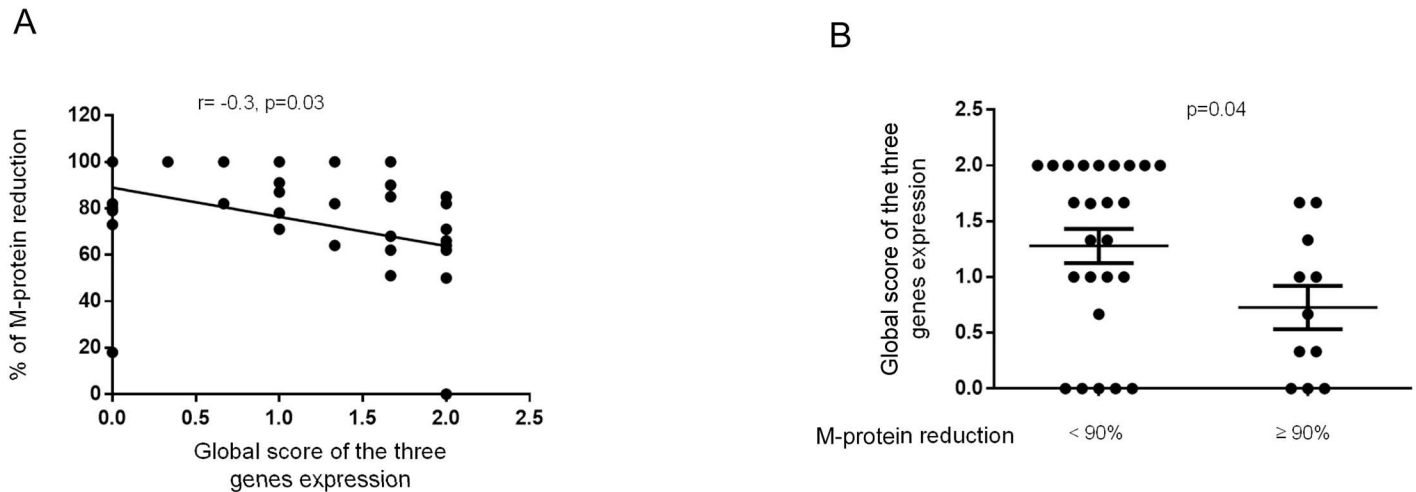 A
r= -0.3, p=0.03
120
100
80
60
40
20
0
0.0 0.5 1.0 1.5 2.0 2.5
% of M-protein reduction
Global score of the three
genes expression
B
p=0.04
2.5
2.0
1.5
1.0
0.5
0.0
Global score of the three
genes expression
M-protein reduction < 90% ≥ 90%